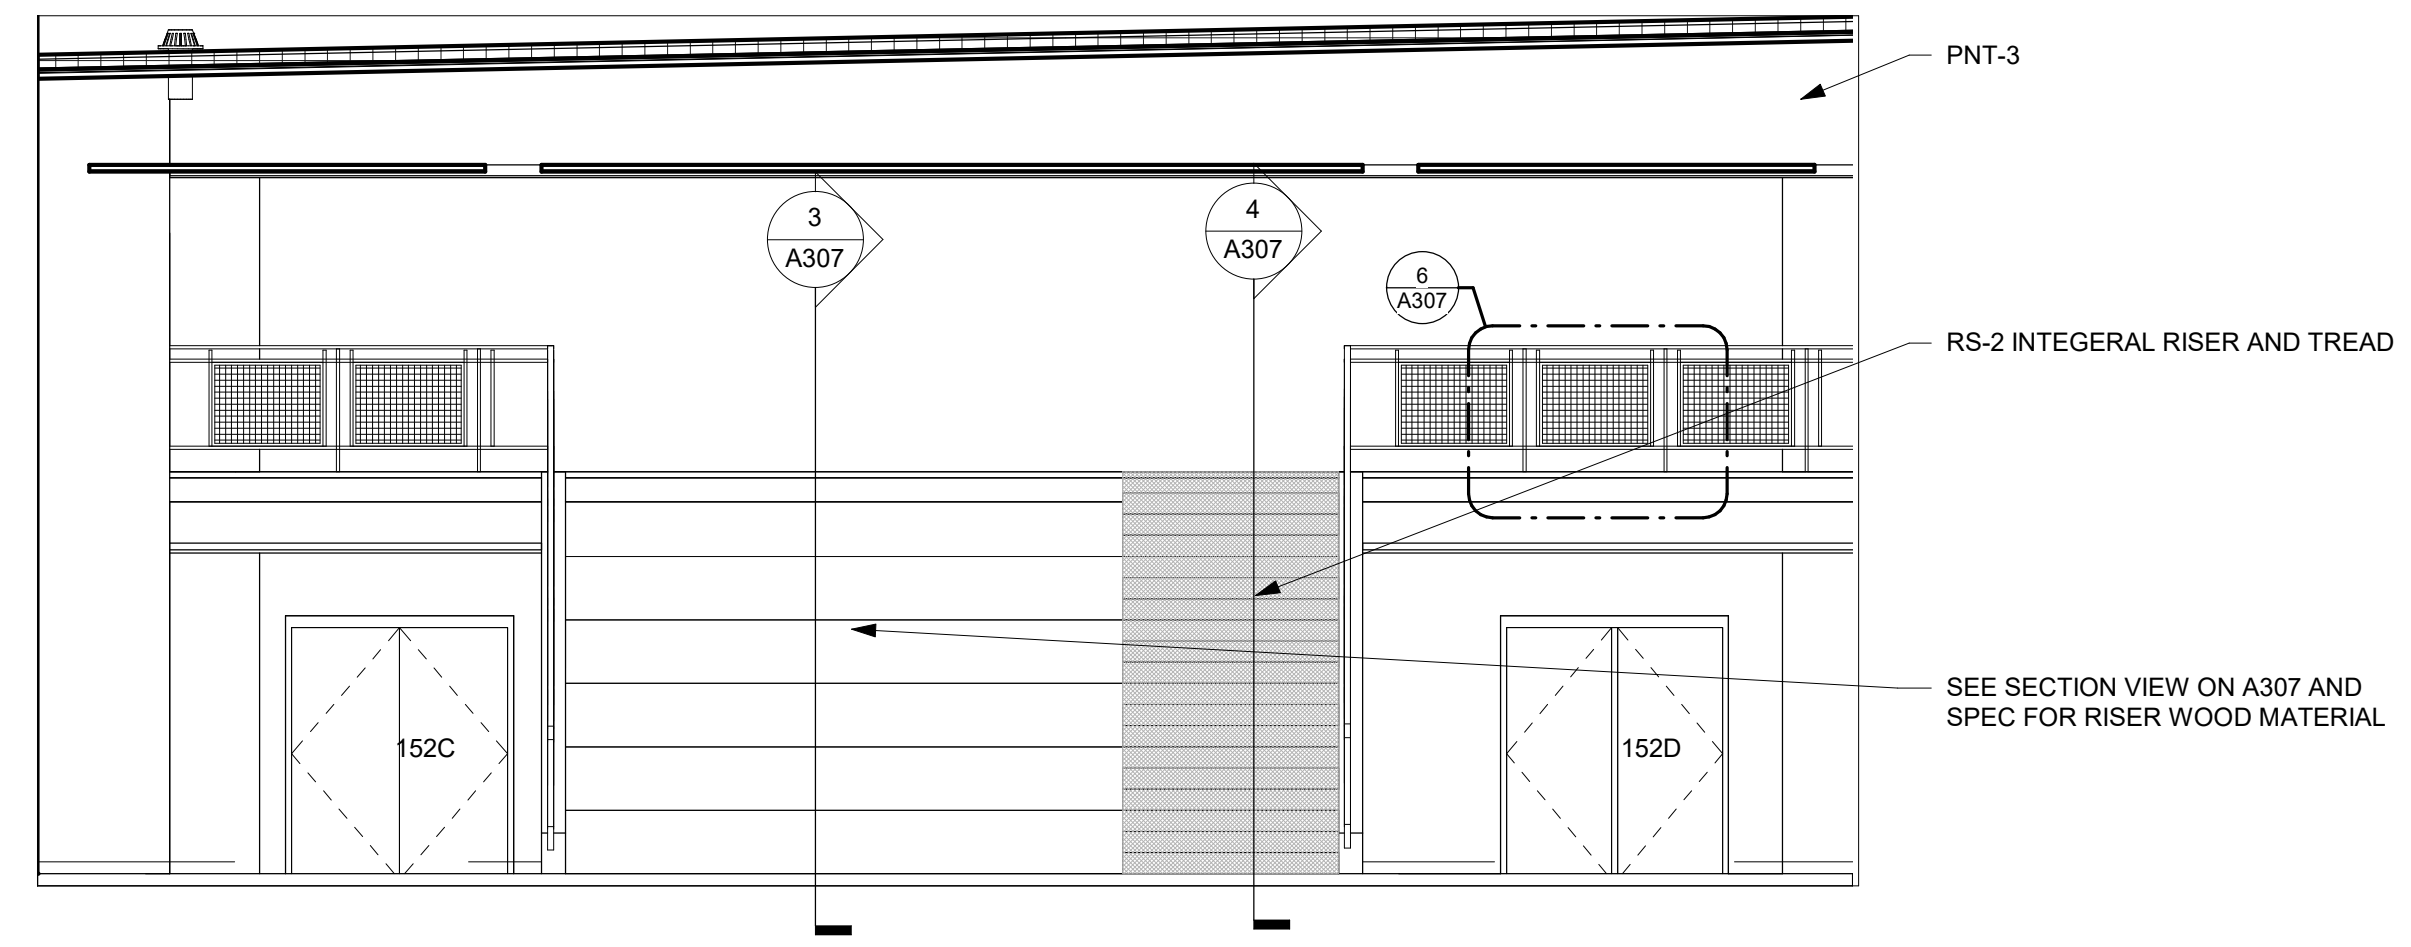 PNT-3
3
A307
4
A307
6
A307
RS-2 INTEGERAL RISER AND TREAD
SEE SECTION VIEW ON A307 AND
SPEC FOR RISER WOOD MATERIAL
152C
152D